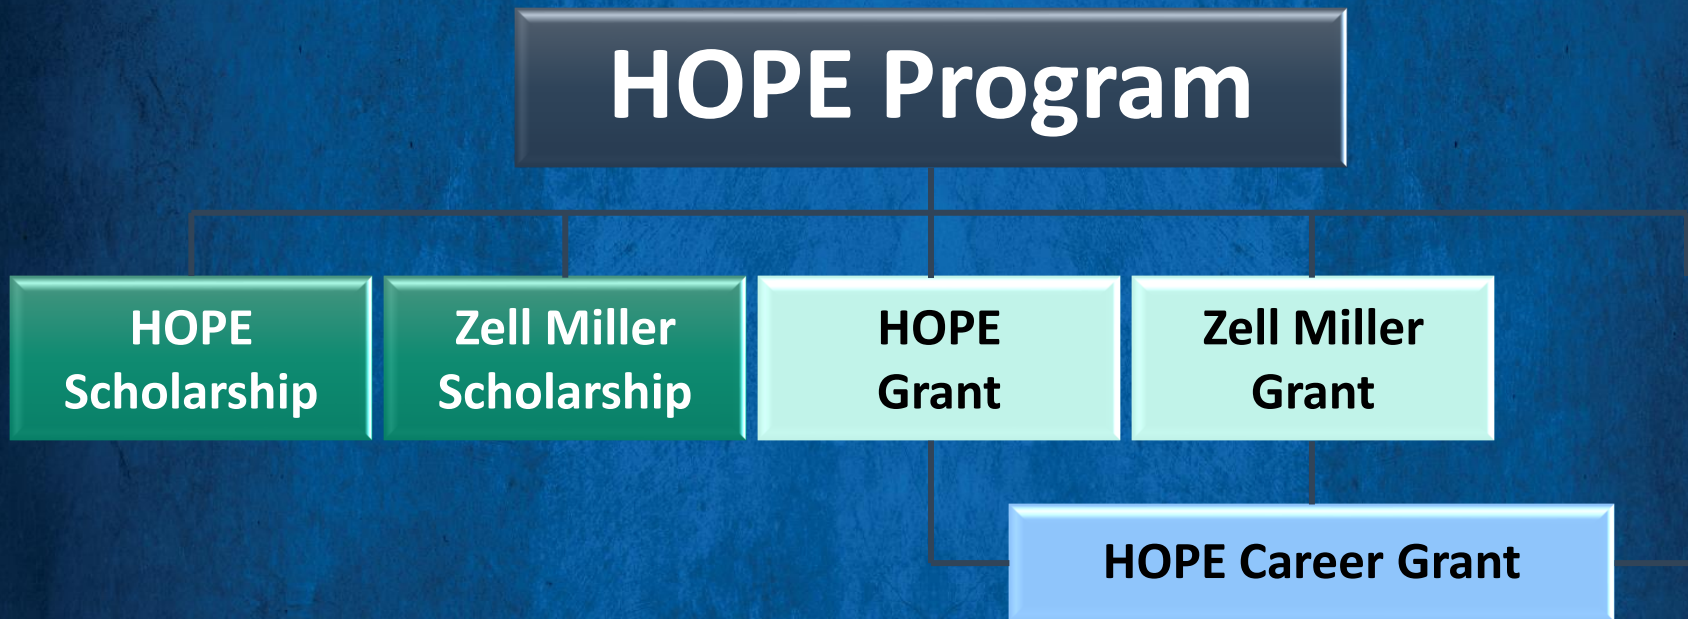 HOPE Program
HOPE
Scholarship
Zell Miller
Scholarship
HOPE
Grant
Zell Miller
Grant
HOPE Career Grant